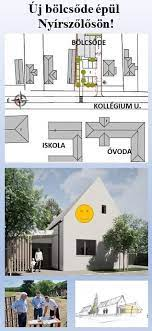 Új bölcsőde épül
Nyírszőlősön!
BÖLCSŐDE
KOLLÉGIUM U.
ISKOLA
ÓVODA